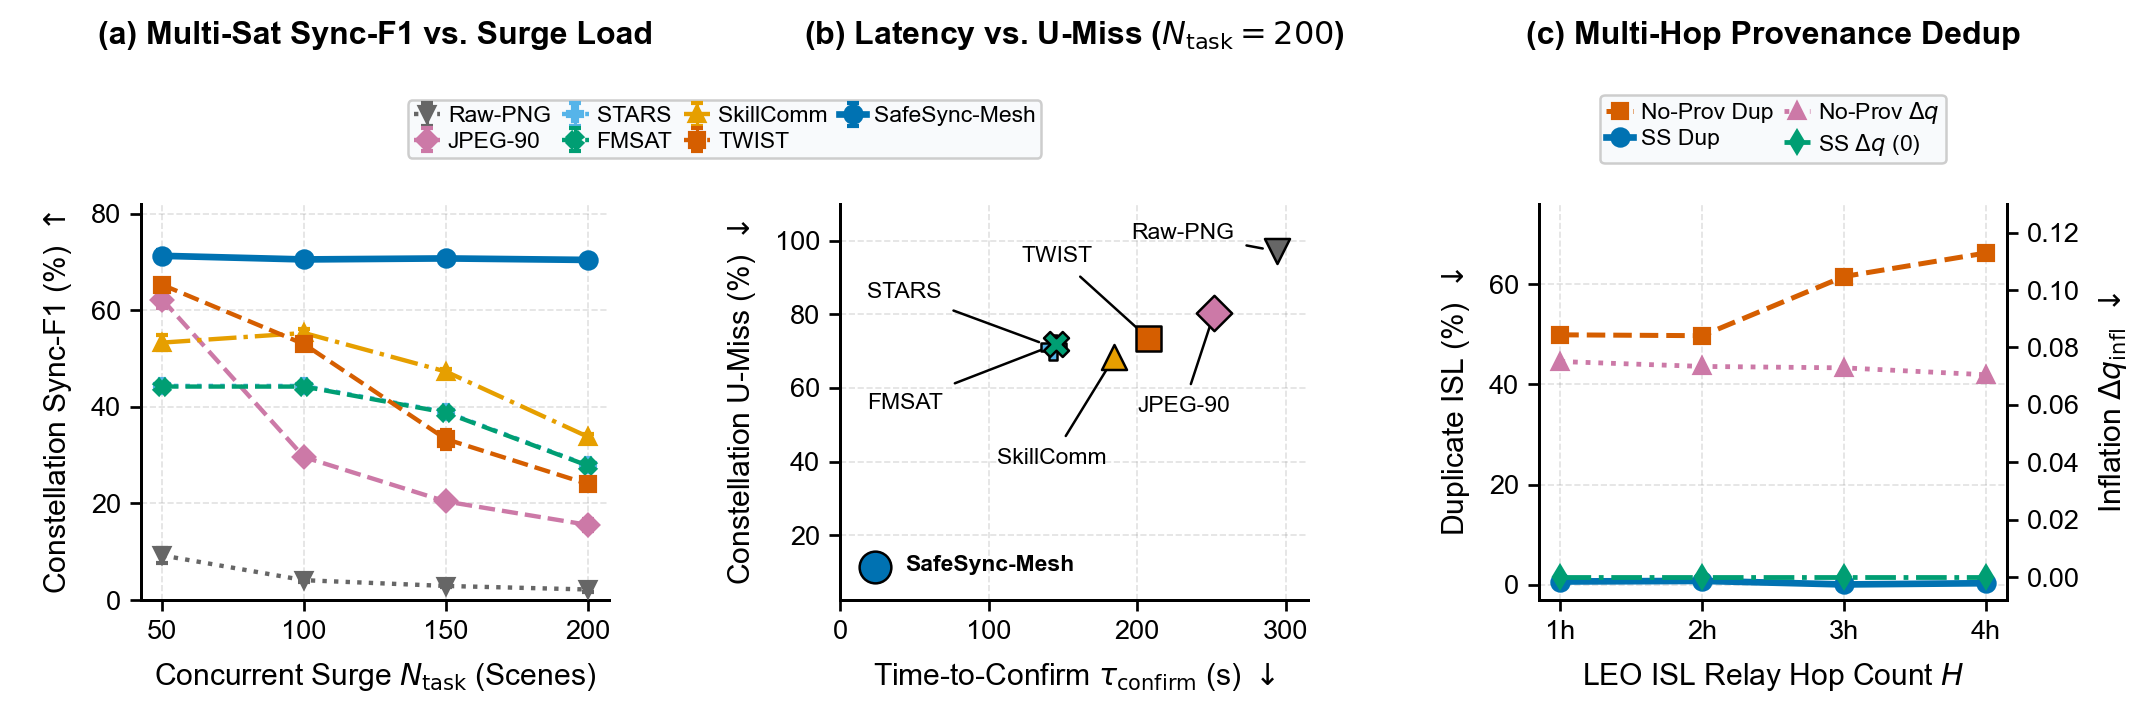 (a) Multi-Sat Sync-F1 vs. Surge Load
Raw-PNG
JPEG-90
STARS
FMSAT
SkillComm
TWIST
SafeSync-Mesh
Constellation Sync-F1 (%) ↑
80
60
40
20
0
50 100 150 200
Concurrent Surge N_task (Scenes)
(b) Latency vs. U-Miss (N_task = 200)
Constellation U-Miss (%) ↓
100
80
60
40
20
Raw-PNG
TWIST
STARS
FMSAT
JPEG-90
SkillComm
SafeSync-Mesh
0 100 200 300
Time-to-Confirm τ_confirm (s) ↓
(c) Multi-Hop Provenance Dedup
No-Prov Dup
SS Dup
No-Prov Δq
SS Δq (0)
Duplicate ISL (%) ↓
60
40
20
0
0.12
0.10
0.08
0.06
0.04
0.02
0.00
Inflation Δq_infl ↓
1h 2h 3h 4h
LEO ISL Relay Hop Count H